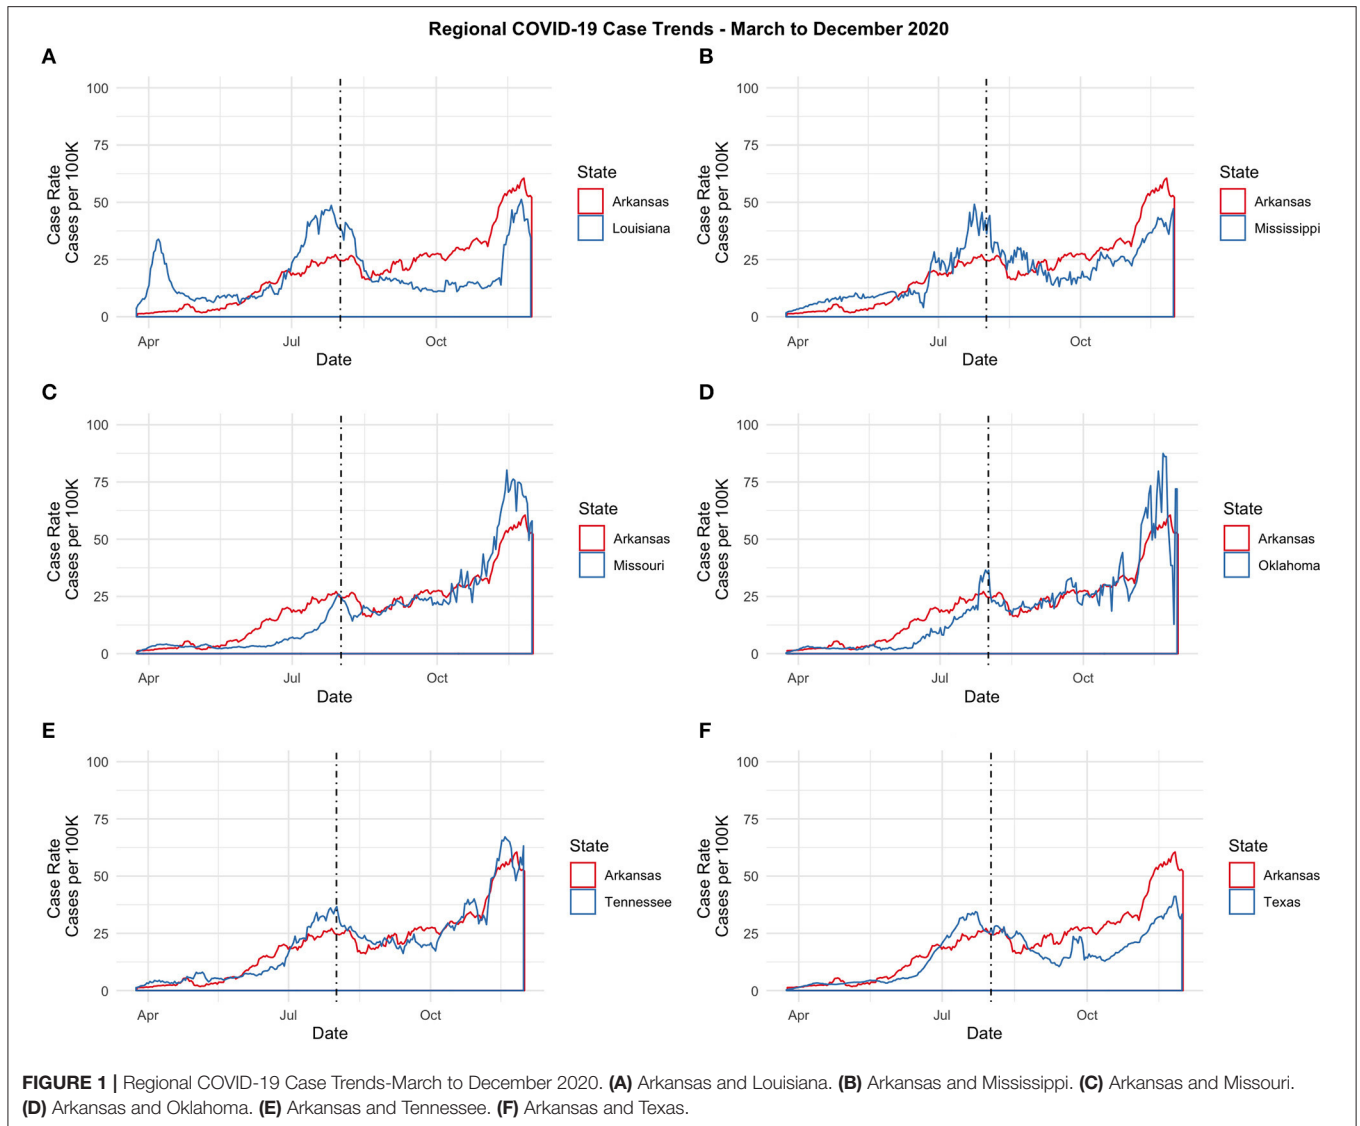 Regional COVID-19 Case Trends - March to December 2020
A
100
75
50
25
0
Case Rate
Cases per 100K
Apr
Jul
Oct
Date
State
Arkansas
Louisiana
B
100
75
50
25
0
Case Rate
Cases per 100K
Apr
Jul
Oct
Date
State
Arkansas
Mississippi
C
100
75
50
25
0
Case Rate
Cases per 100K
Apr
Jul
Oct
Date
State
Arkansas
Missouri
D
100
75
50
25
0
Case Rate
Cases per 100K
Apr
Jul
Oct
Date
State
Arkansas
Oklahoma
E
100
75
50
25
0
Case Rate
Cases per 100K
Apr
Jul
Oct
Date
State
Arkansas
Tennessee
F
100
75
50
25
0
Case Rate
Cases per 100K
Apr
Jul
Oct
Date
State
Arkansas
Texas
FIGURE 1 | Regional COVID-19 Case Trends-March to December 2020. (A) Arkansas and Louisiana. (B) Arkansas and Mississippi. (C) Arkansas and Missouri.
(D) Arkansas and Oklahoma. (E) Arkansas and Tennessee. (F) Arkansas and Texas.